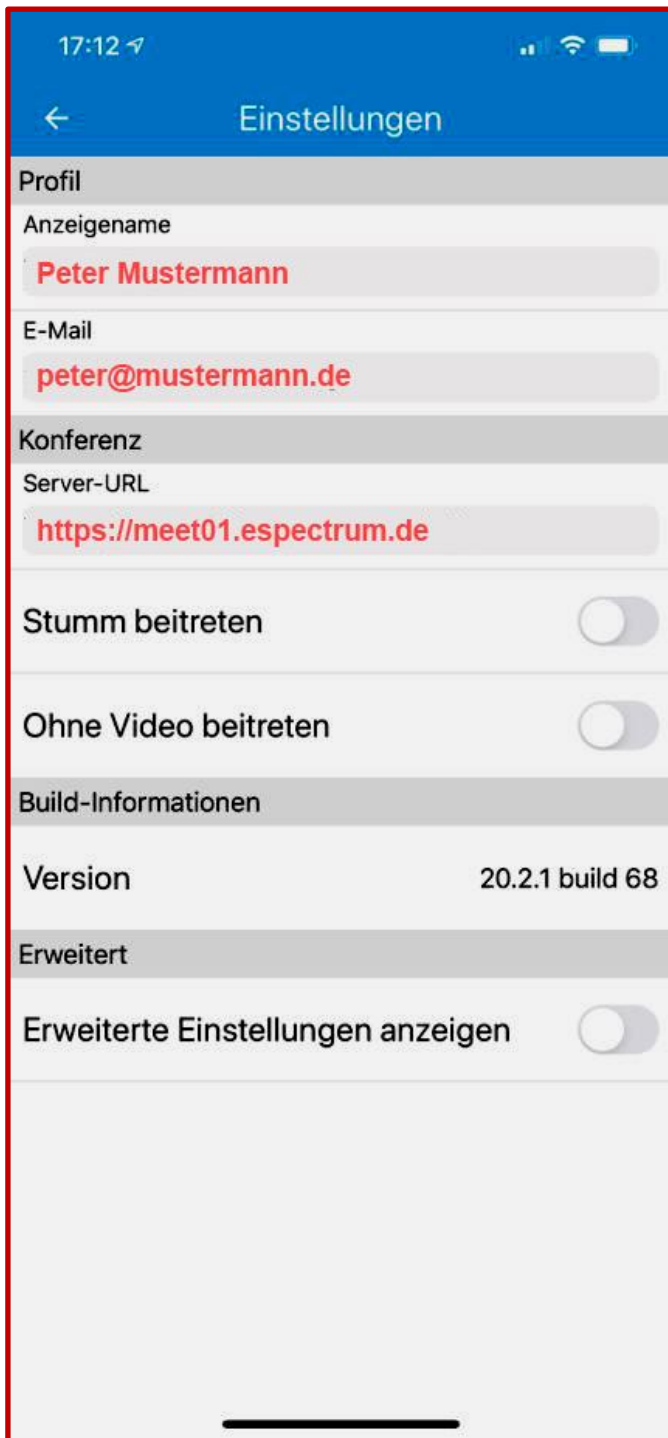 17:12
Einstellungen
Profil
Anzeigename
Peter Mustermann
E-Mail
peter@mustermann.de
Konferenz
Server-URL
https://meet01.espectrum.de
Stumm beitreten
Ohne Video beitreten
Build-Informationen
Version 20.2.1 build 68
Erweitert
Erweiterte Einstellungen anzeigen